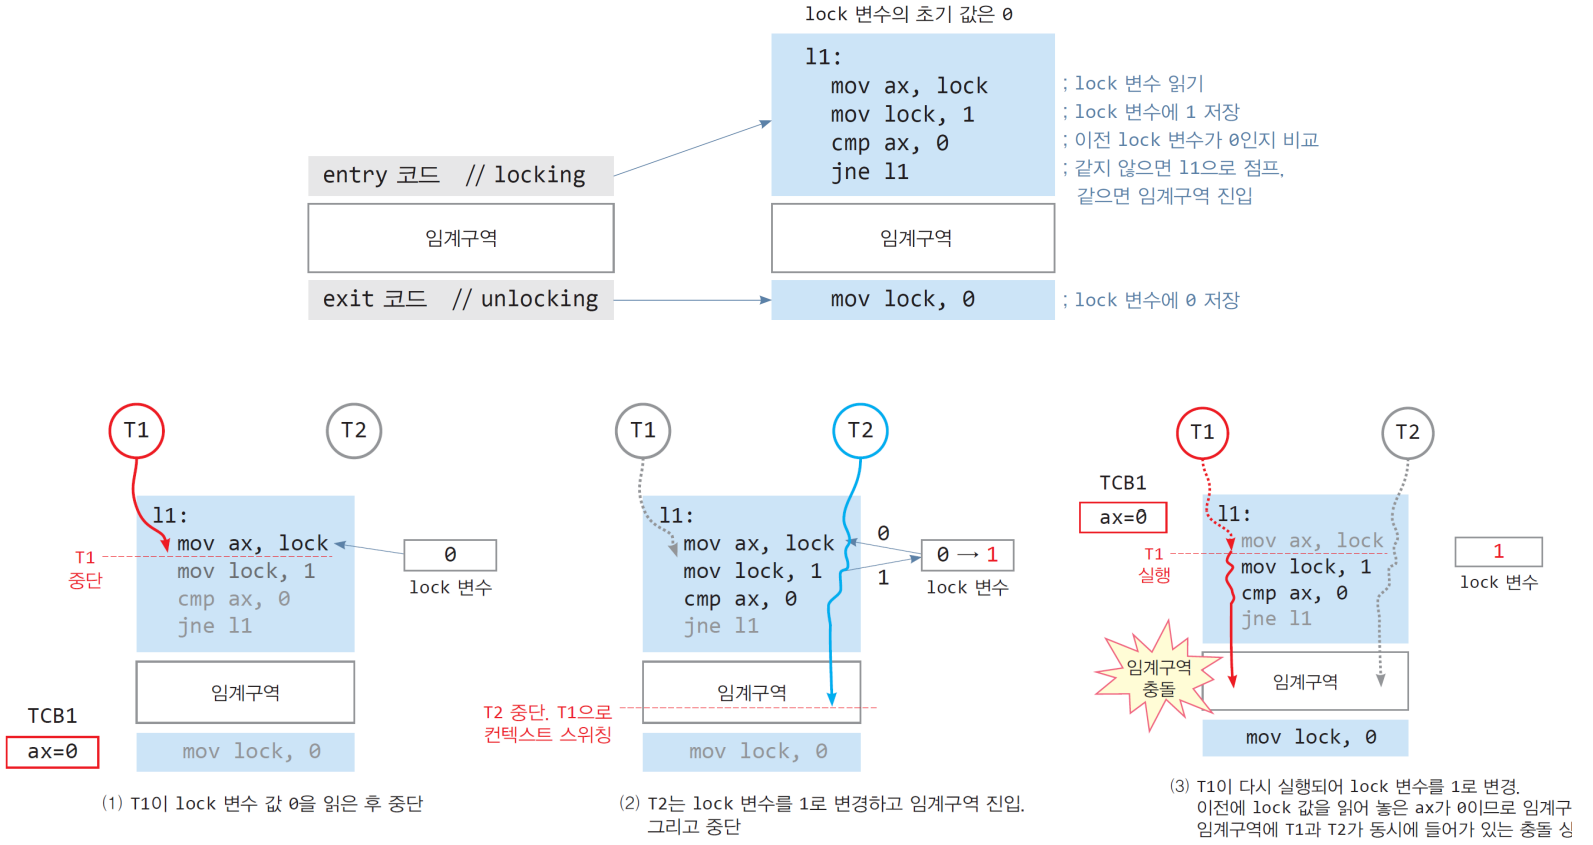 lock 변수의 초기 값은 0
l1:
mov ax, lock ; lock 변수 읽기
mov lock, 1 ; lock 변수에 1 저장
cmp ax, 0 ; 이전 lock 변수가 0인지 비교
jne l1 ; 같지 않으면 l1으로 점프,
같으면 임계구역 진입
entry 코드 // locking
임계구역
임계구역
exit 코드 // unlocking
mov lock, 0 ; lock 변수에 0 저장
T1
T2
l1:
mov ax, lock
mov lock, 1
cmp ax, 0
jne l1
T1
중단
0
lock 변수
임계구역
TCB1
ax=0
mov lock, 0
(1) T1이 lock 변수 값 0을 읽은 후 중단
T1
T2
l1:
mov ax, lock
mov lock, 1
cmp ax, 0
jne l1
0
1
0 → 1
lock 변수
임계구역
T2 중단. T1으로
컨텍스트 스위칭
mov lock, 0
(2) T2는 lock 변수를 1로 변경하고 임계구역 진입.
그리고 중단
T1
T2
TCB1
ax=0
l1:
mov ax, lock
mov lock, 1
cmp ax, 0
jne l1
T1
실행
1
lock 변수
임계구역
충돌
임계구역
mov lock, 0
(3) T1이 다시 실행되어 lock 변수를 1로 변경.
이전에 lock 값을 읽어 놓은 ax가 0이므로 임계구
임계구역에 T1과 T2가 동시에 들어가 있는 충돌 상